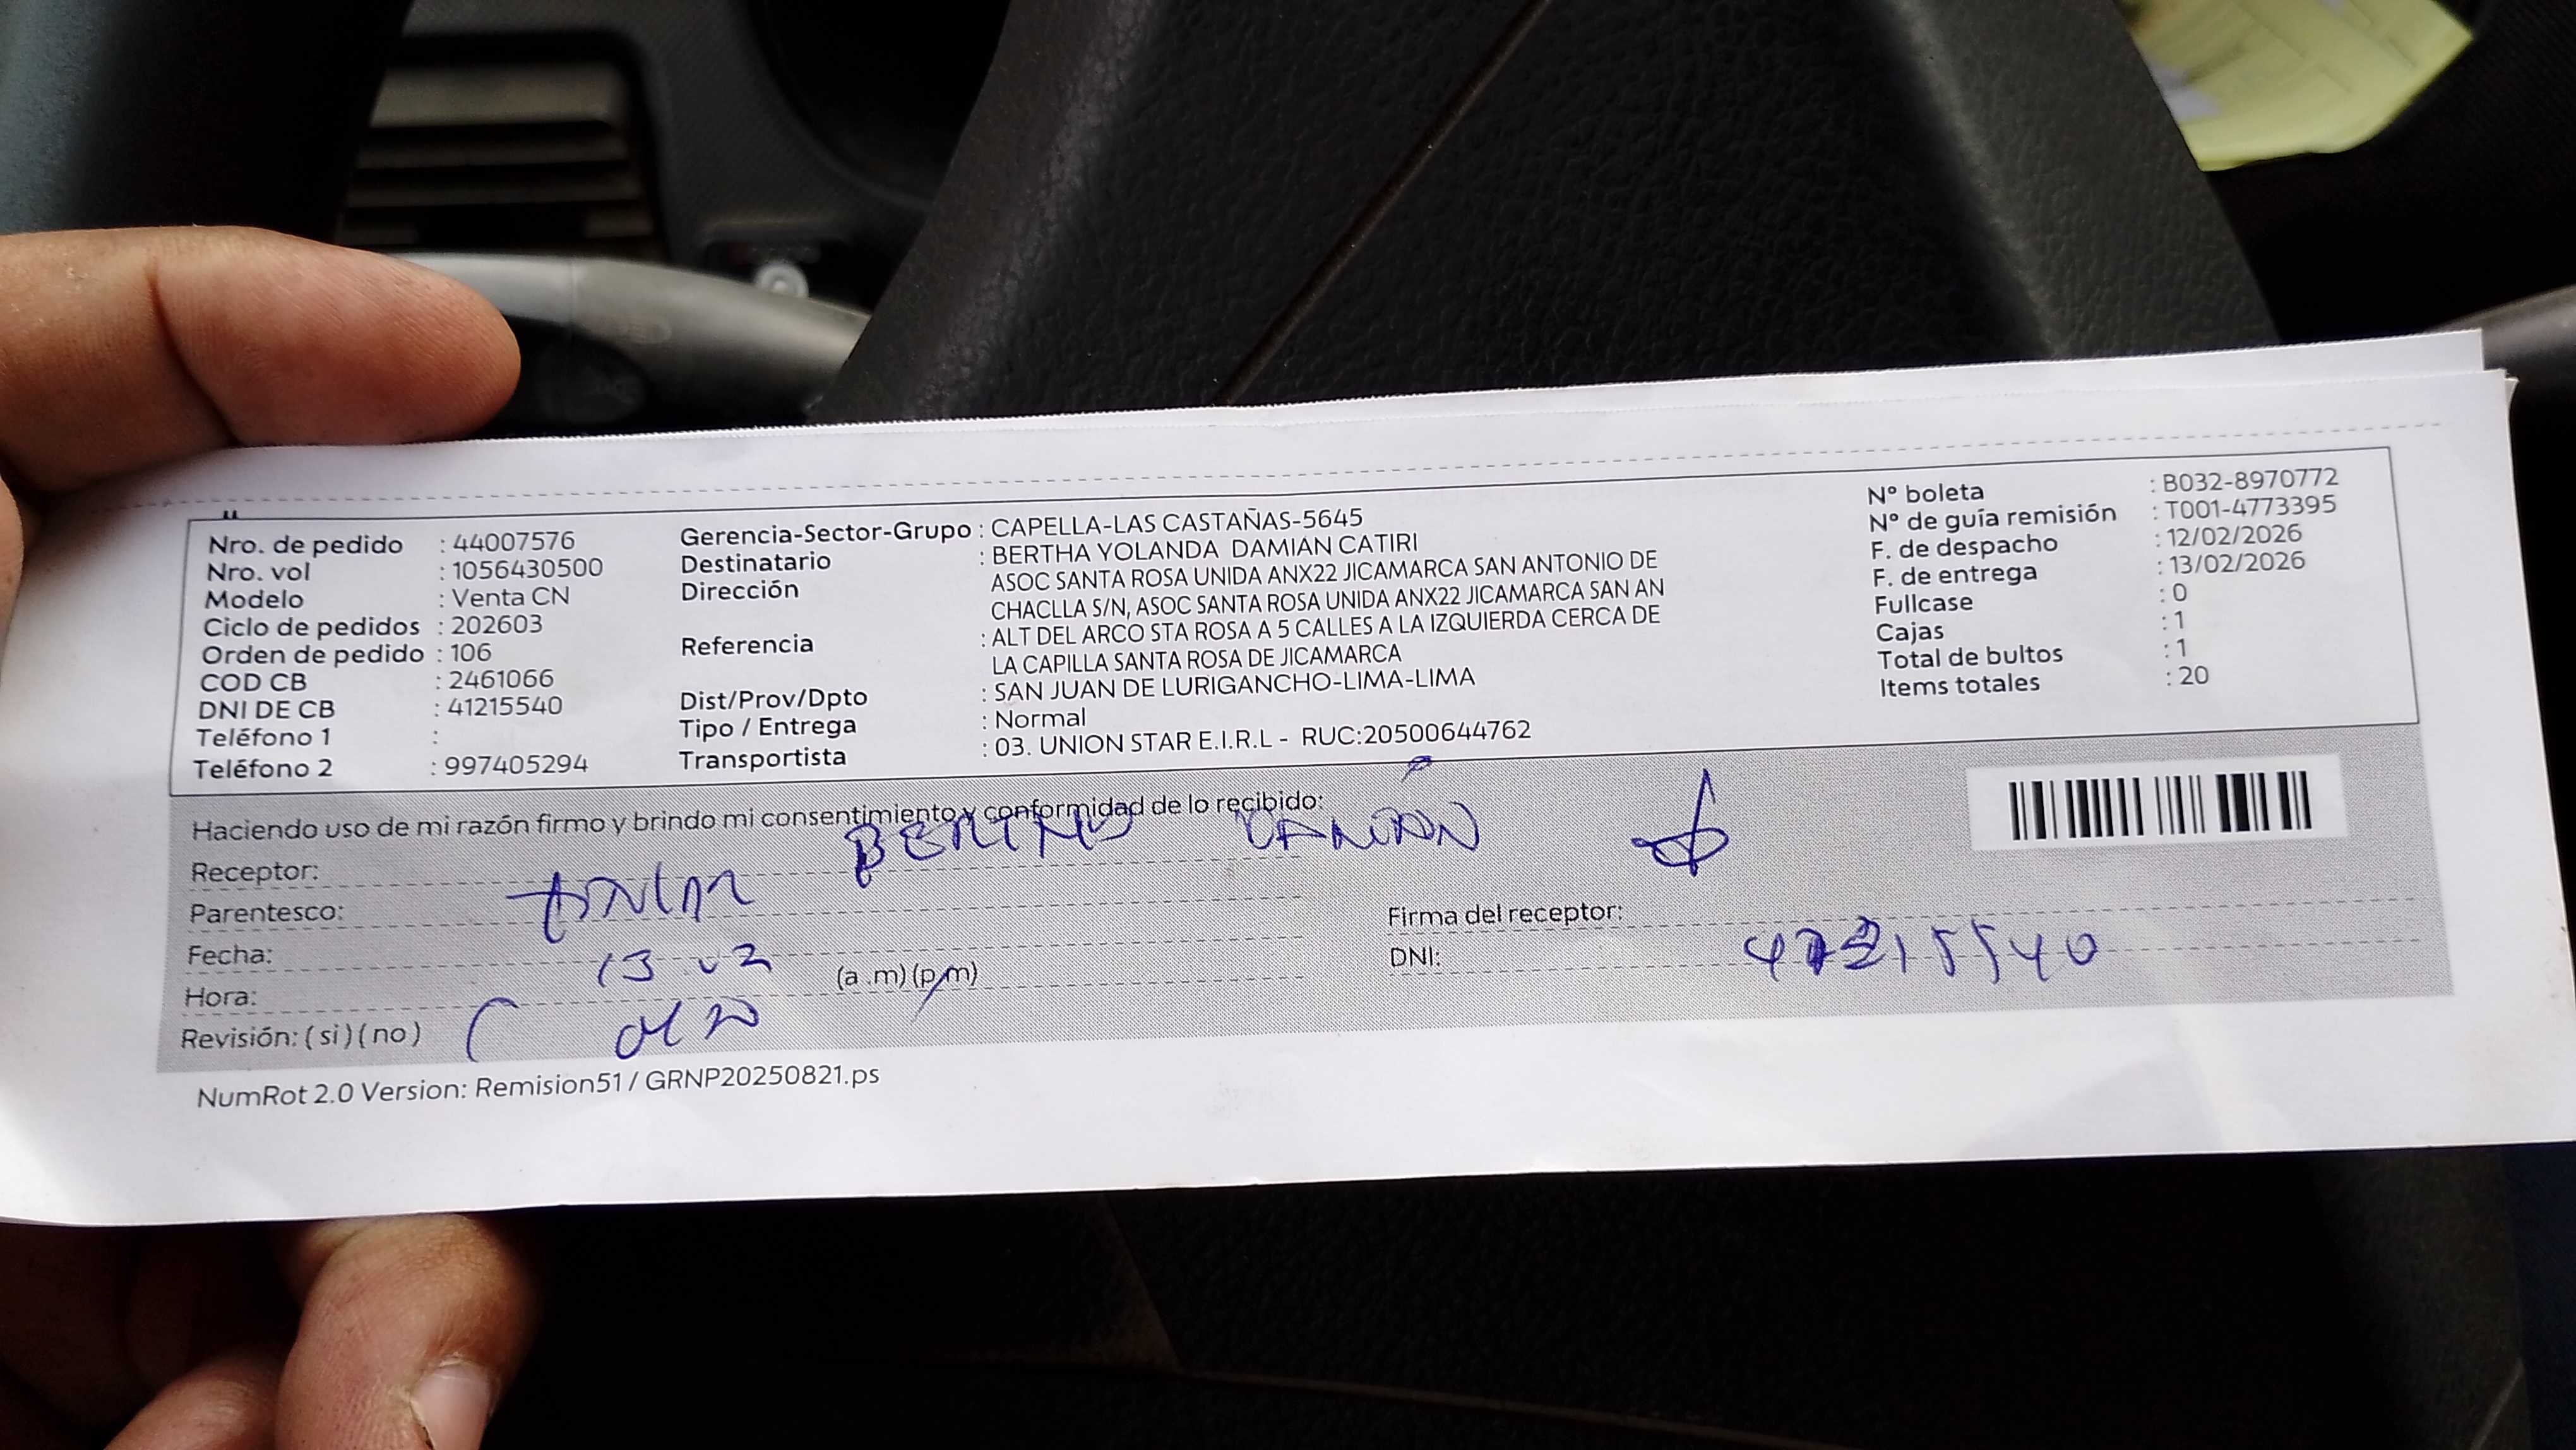 Nro. de pedido : 44007576
Nro. vol : 1056430500
Modelo : Venta CN
Ciclo de pedidos : 202603
Orden de pedido : 106
COD CB : 2461066
DNI DE CB : 41215540
Teléfono 1 :
Teléfono 2 : 997405294
Gerencia-Sector-Grupo : CAPELLA-LAS CASTAÑAS-5645
Destinatario : BERTHA YOLANDA DAMIAN CATIRI
Dirección ASOC SANTA ROSA UNIDA ANX22 JICAMARCA SAN ANTONIO DE
CHACLLA S/N, ASOC SANTA ROSA UNIDA ANX22 JICAMARCA SAN AN
Referencia : ALT DEL ARCO STA ROSA A 5 CALLES A LA IZQUIERDA CERCA DE
LA CAPILLA SANTA ROSA DE JICAMARCA
Dist/Prov/Dpto : SAN JUAN DE LURIGANCHO-LIMA-LIMA
Tipo / Entrega : Normal
Transportista : 03. UNION STAR E.I.R.L - RUC:20500644762
Nº boleta : B032-8970772
Nº de guía remisión : T001-4773395
F. de despacho : 12/02/2026
F. de entrega : 13/02/2026
Fullcase : 0
Cajas : 1
Total de bultos : 1
Items totales : 20
Haciendo uso de mi razón firmo y brindo mi consentimiento y conformidad de lo recibido:
Receptor:
Parentesco:
Fecha: 13 02
Hora: (a .m) (p/m)
Revisión: ( si ) ( no )
Firma del receptor:
DNI: 41215540
NumRot 2.0 Version: Remision51 / GRNP20250821.ps